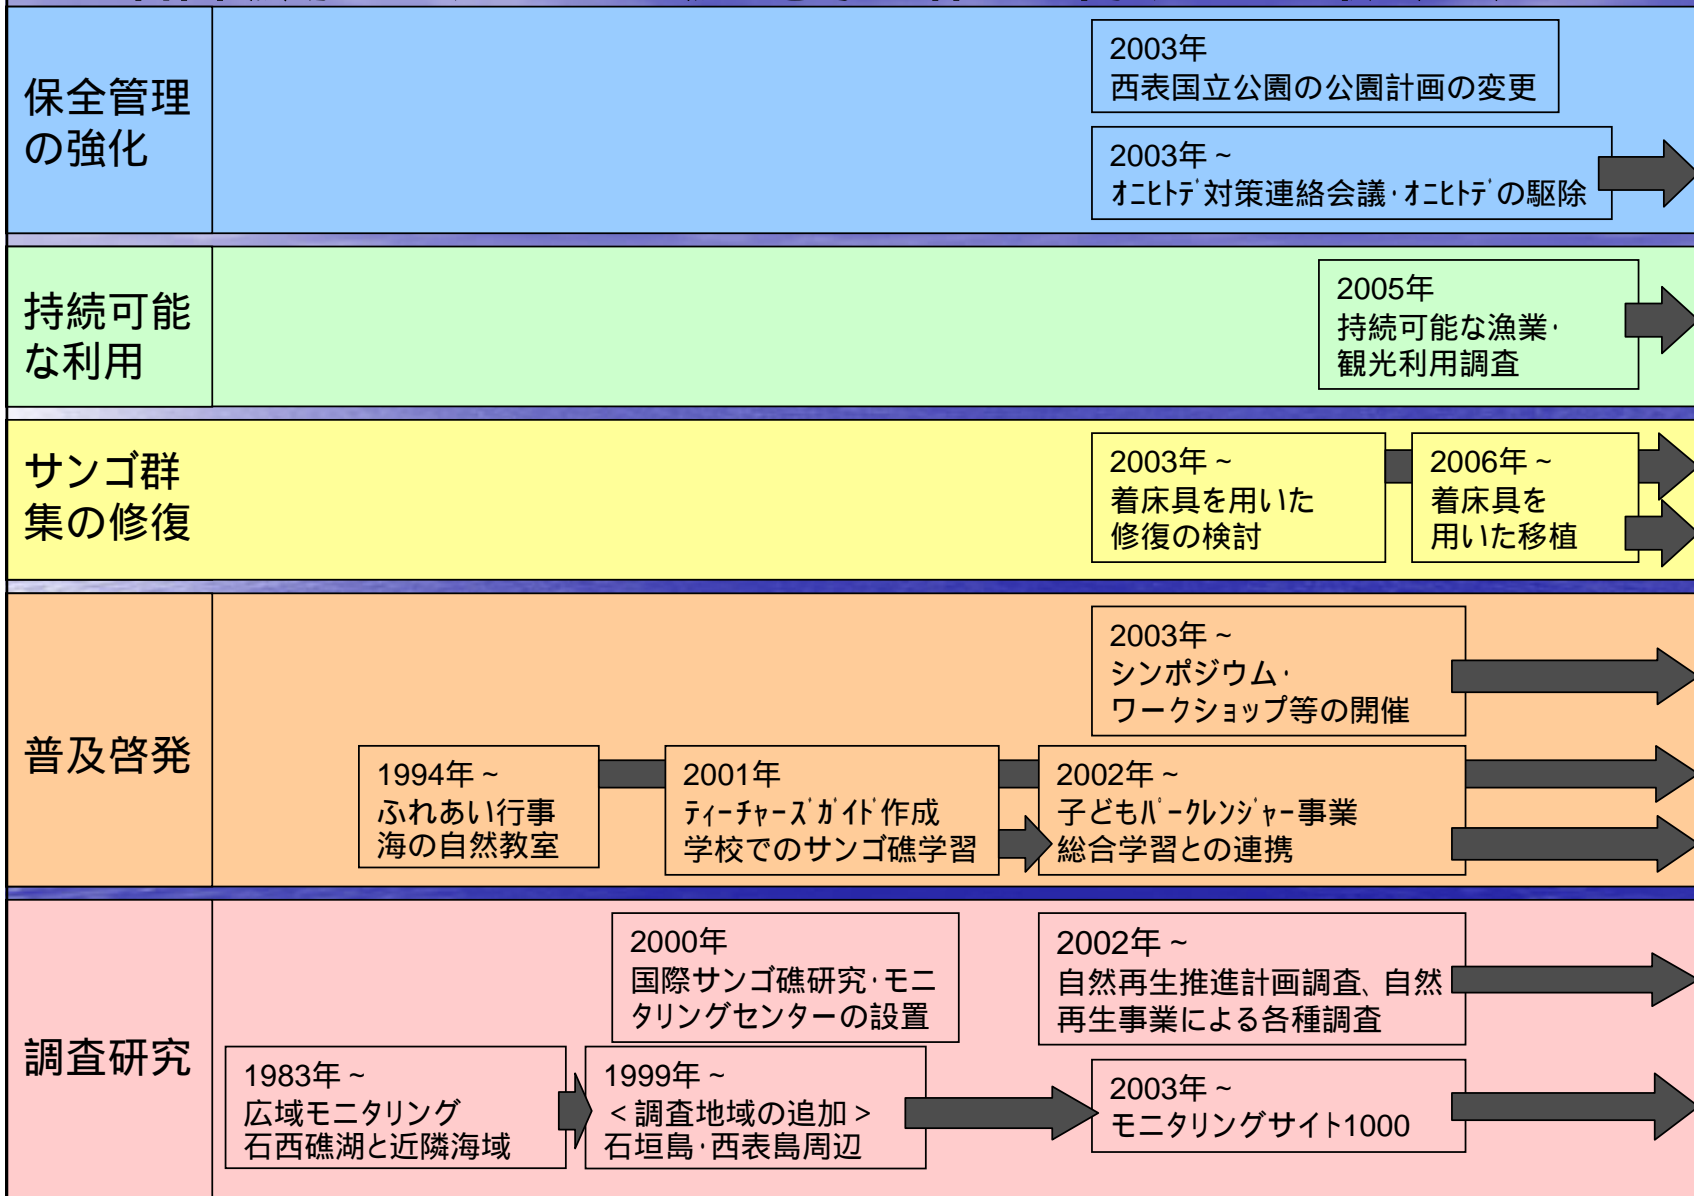 保全管理
の強化
2003年
西表国立公園の公園計画の変更
2003年~
ｵﾆﾋﾄﾃﾞ対策連絡会議･ｵﾆﾋﾄﾃﾞの駆除
持続可能
な利用
2005年
持続可能な漁業･
観光利用調査
サンゴ群
集の修復
2003年~
着床具を用いた
修復の検討
2006年~
着床具を
用いた移植
普及啓発
2003年~
シンポジウム･
ワークショップ等の開催
1994年~
ふれあい行事
海の自然教室
2001年
ﾃｨｰﾁｬｰｽﾞｶﾞｲﾄﾞ作成
学校でのサンゴ礁学習
2002年~
子どもﾊﾟｰｸﾚﾝｼﾞｬｰ事業
総合学習との連携
調査研究
2000年
国際サンゴ礁研究･モニ
タリングセンターの設置
2002年~
自然再生推進計画調査、自然
再生事業による各種調査
1983年~
広域モニタリング
石西礁湖と近隣海域
1999年~
<調査地域の追加>
石垣島･西表島周辺
2003年~
モニタリングサイト1000